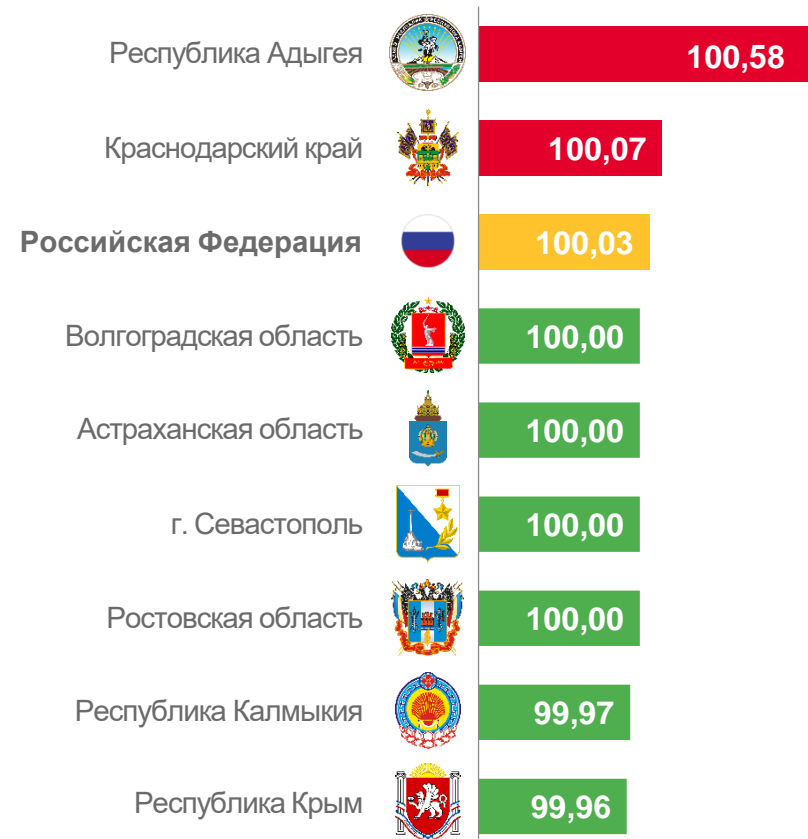 Республика Адыгея 100,58
Краснодарский край 100,07
Российская Федерация 100,03
Волгоградская область 100,00
Астраханская область 100,00
г. Севастополь 100,00
Ростовская область 100,00
Республика Калмыкия 99,97
Республика Крым 99,96